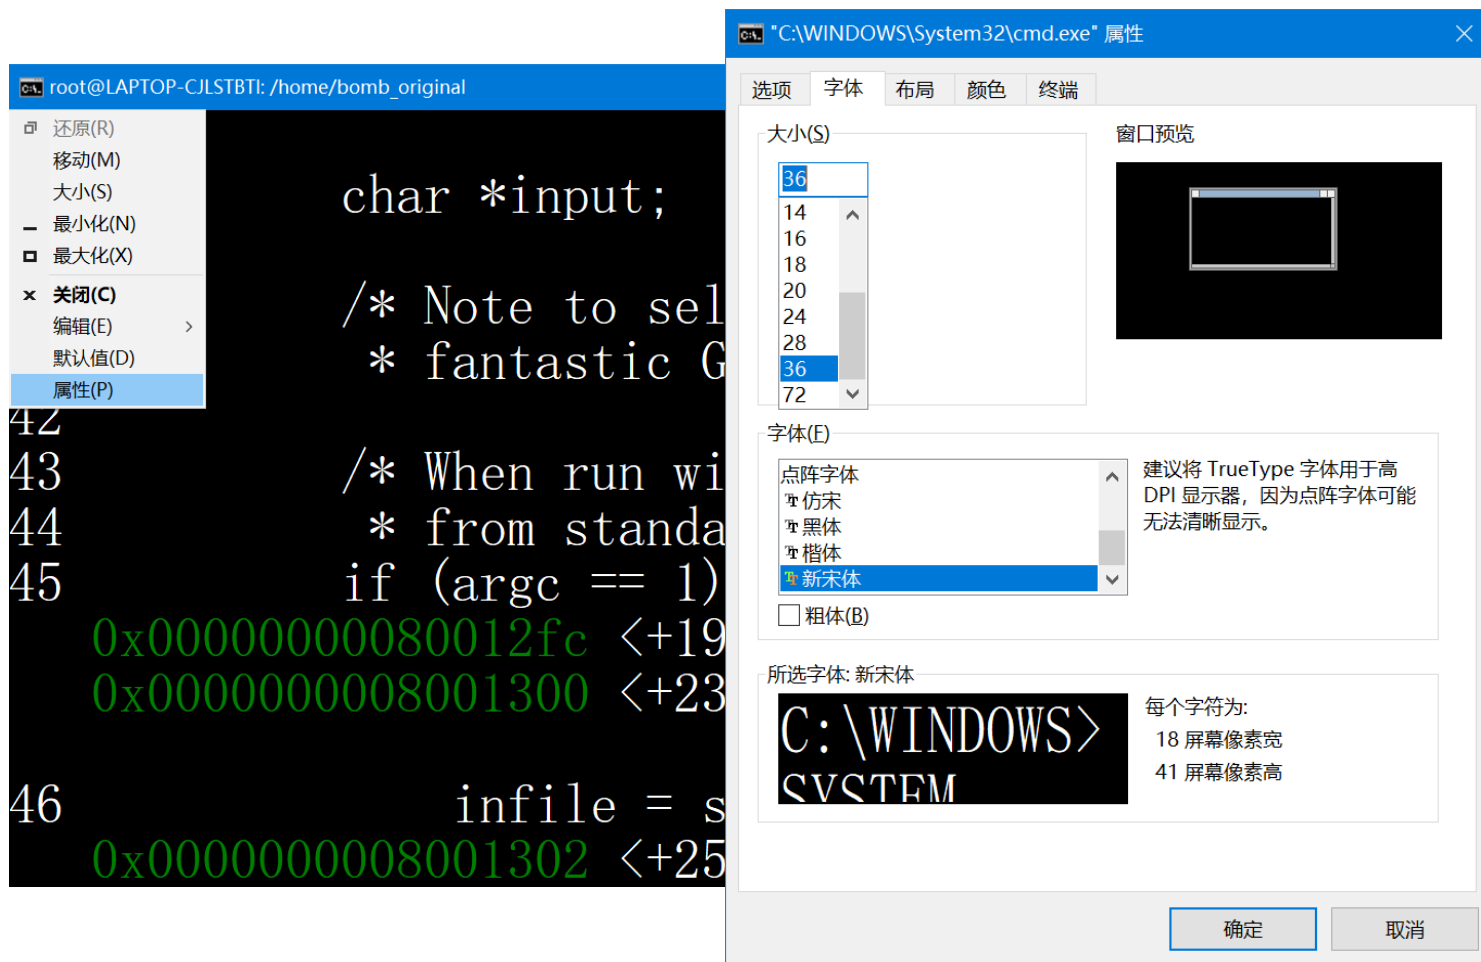 root@LAPTOP-CJLSTBTI: /home/bomb_original
还原(R)
移动(M)
大小(S)
最小化(N)
最大化(X)
关闭(C)
编辑(E)
默认值(D)
属性(P)
char *input;
/* Note to sel
* fantastic G
42
43 /* When run wi
44 * from standa
45 if (argc == 1)
0x00000000080012fc <+19
0x0000000008001300 <+23
46 infile = s
0x0000000008001302 <+25
"C:\WINDOWS\System32\cmd.exe" 属性
选项 字体 布局 颜色 终端
大小(S)
36
14
16
18
20
24
28
36
72
窗口预览
字体(F)
点阵字体
仿宋
黑体
楷体
新宋体
粗体(B)
建议将 TrueType 字体用于高
DPI 显示器，因为点阵字体可能
无法清晰显示。
所选字体: 新宋体
C:\WINDOWS>
SYSTEM
每个字符为:
18 屏幕像素宽
41 屏幕像素高
确定 取消